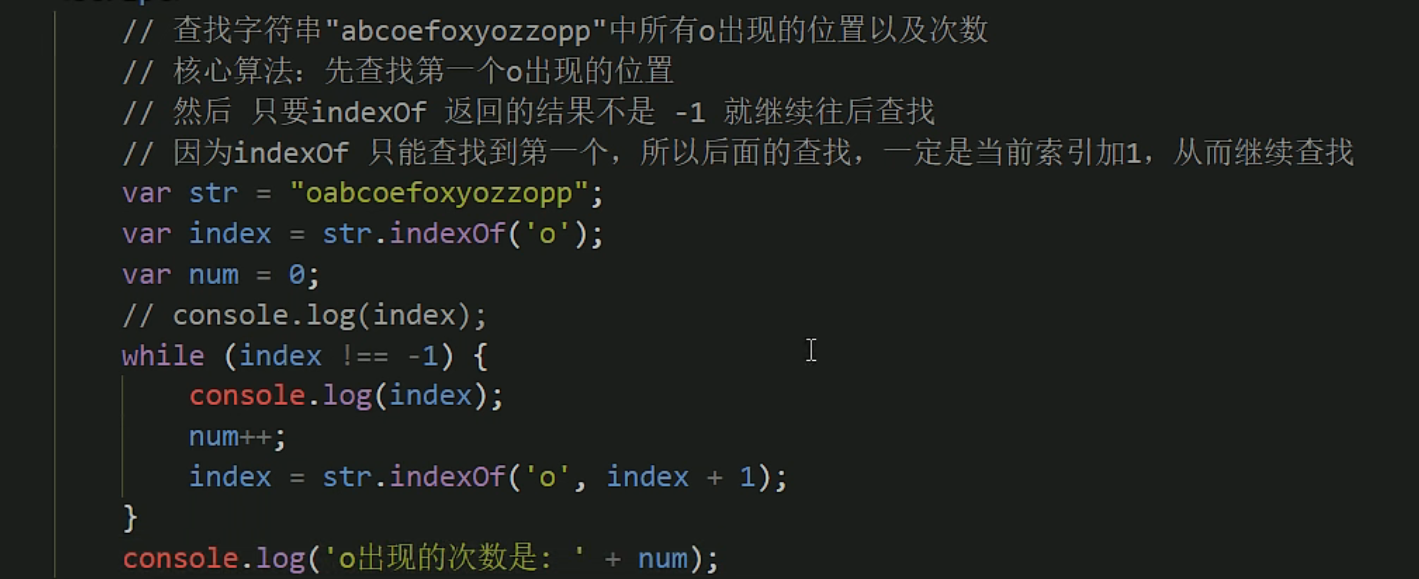 // 查找字符串"abcoefoxyozzopp"中所有o出现的位置以及次数
// 核心算法：先查找第一个o出现的位置
// 然后 只要indexOf 返回的结果不是 -1 就继续往后查找
// 因为indexOf 只能查找到第一个，所以后面的查找，一定是当前索引加1，从而继续查找
var str = "oabcoefoxyozzopp";
var index = str.indexOf('o');
var num = 0;
// console.log(index);
while (index !== -1) {
console.log(index);
num++;
index = str.indexOf('o', index + 1);
}
console.log('o出现的次数是: ' + num);